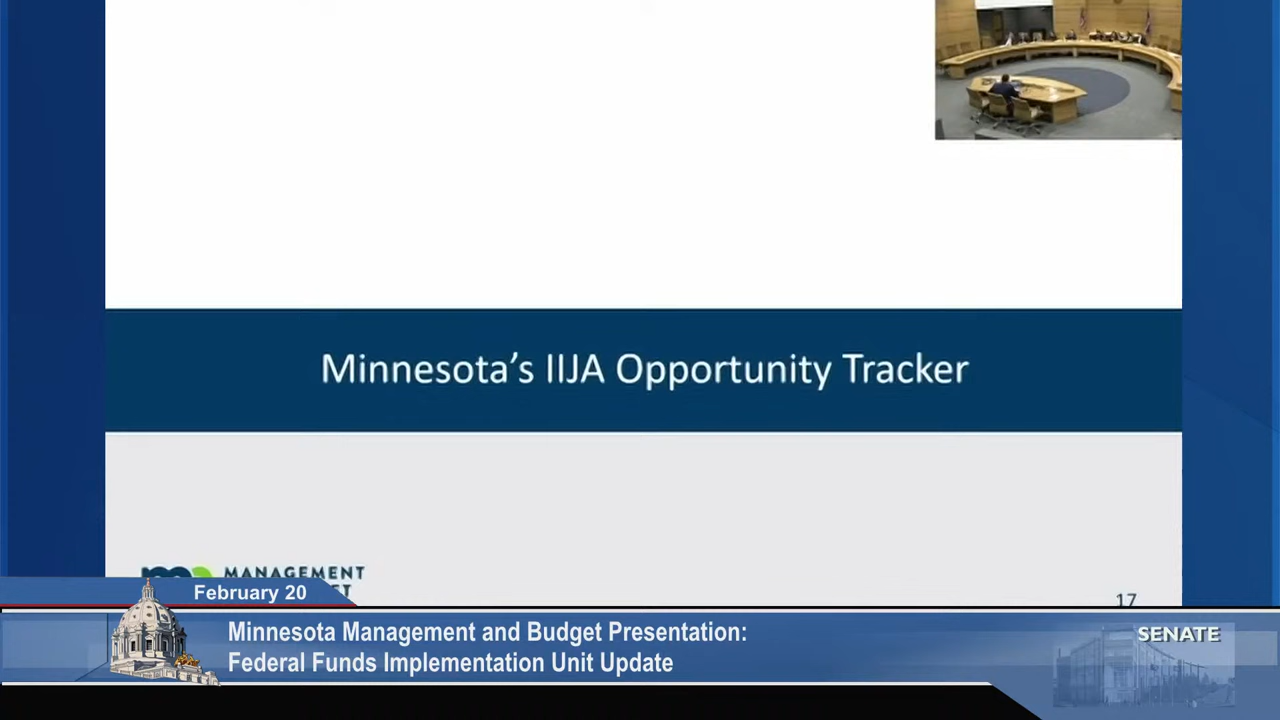 Minnesota’s IIJA Opportunity Tracker
MANAGEMENT
17
February 20
Minnesota Management and Budget Presentation:
Federal Funds Implementation Unit Update
SENATE